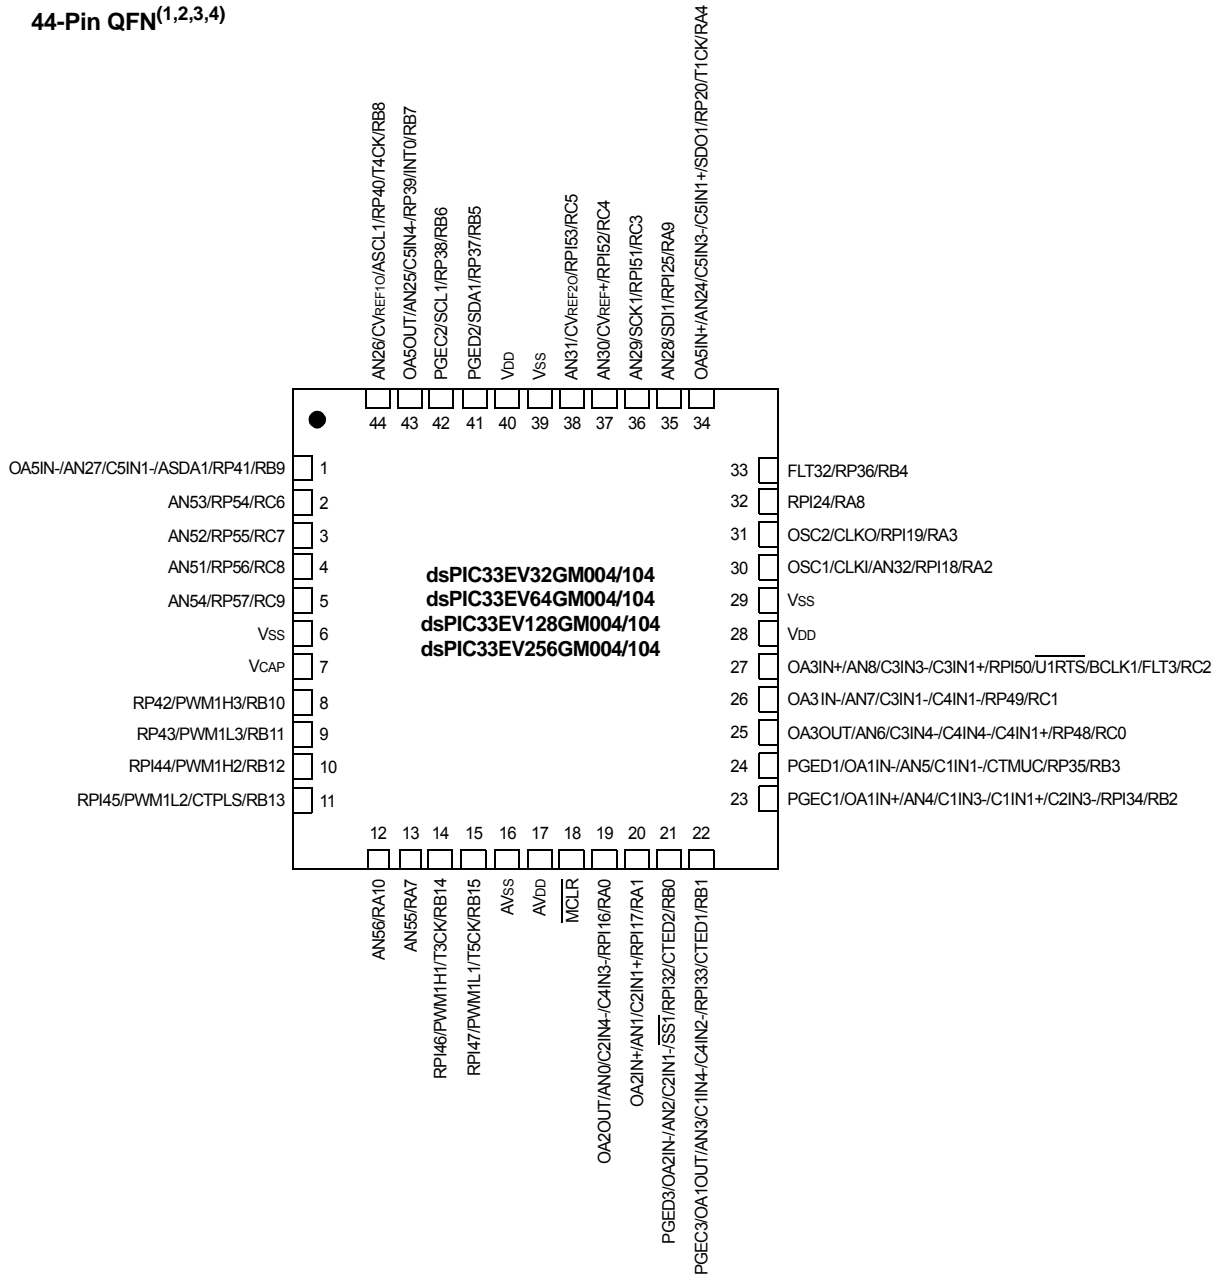 44-Pin QFN(1,2,3,4)
AN26/CVREF1O/ASCL1/RP40/T4CK/RB8
OA5OUT/AN25/C5IN4-/RP39/INT0/RB7
PGEC2/SCL1/RP38/RB6
PGED2/SDA1/RP37/RB5
VDD
VSS
AN31/CVREF2O/RPI53/RC5
AN30/CVREF+/RPI52/RC4
AN29/SCK1/RPI51/RC3
AN28/SDI1/RPI25/RA9
OA5IN+/AN24/C5IN3-/C5IN1+/SDO1/RP20/T1CK/RA4
44 43 42 41 40 39 38 37 36 35 34
OA5IN-/AN27/C5IN1-/ASDA1/RP41/RB9 1
AN53/RP54/RC6 2
AN52/RP55/RC7 3
AN51/RP56/RC8 4
AN54/RP57/RC9 5
VSS 6
VCAP 7
RP42/PWM1H3/RB10 8
RP43/PWM1L3/RB11 9
RPI44/PWM1H2/RB12 10
RPI45/PWM1L2/CTPLS/RB13 11
dsPIC33EV32GM004/104
dsPIC33EV64GM004/104
dsPIC33EV128GM004/104
dsPIC33EV256GM004/104
33 FLT32/RP36/RB4
32 RPI24/RA8
31 OSC2/CLKO/RPI19/RA3
30 OSC1/CLKI/AN32/RPI18/RA2
29 VSS
28 VDD
27 OA3IN+/AN8/C3IN3-/C3IN1+/RPI50/U1RTS/BCLK1/FLT3/RC2
26 OA3IN-/AN7/C3IN1-/C4IN1-/RP49/RC1
25 OA3OUT/AN6/C3IN4-/C4IN4-/C4IN1+/RP48/RC0
24 PGED1/OA1IN-/AN5/C1IN1-/CTMUC/RP35/RB3
23 PGEC1/OA1IN+/AN4/C1IN3-/C1IN1+/C2IN3-/RPI34/RB2
12 13 14 15 16 17 18 19 20 21 22
AN56/RA10
AN55/RA7
RPI46/PWM1H1/T3CK/RB14
RPI47/PWM1L1/T5CK/RB15
AVSS
AVDD
MCLR
OA2OUT/AN0/C2IN4-/C4IN3-/RPI16/RA0
OA2IN+/AN1/C2IN1+/RPI17/RA1
PGED3/OA2IN-/AN2/C2IN1-/SS1/RPI32/CTED2/RB0
PGEC3/OA1OUT/AN3/C1IN4-/C4IN2-/RPI33/CTED1/RB1